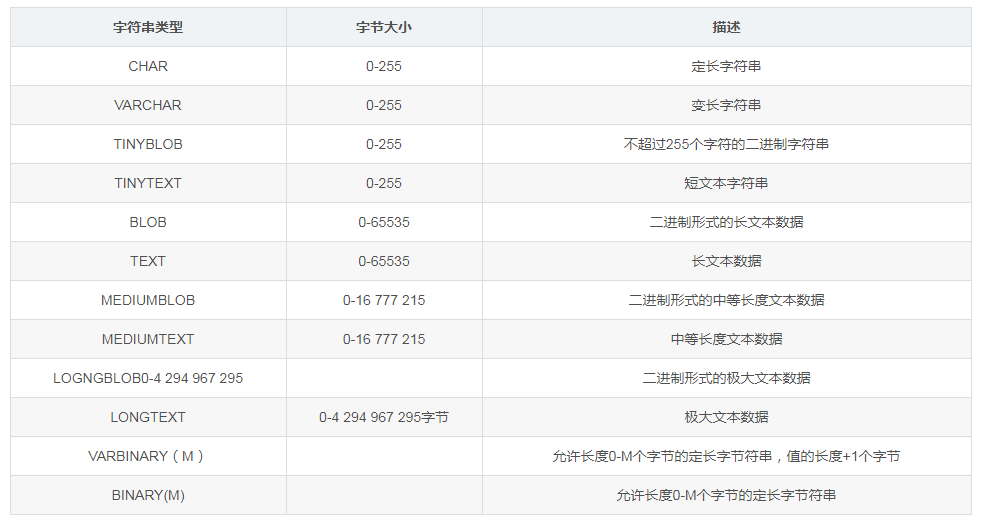 字符串类型 字节大小 描述
CHAR 0-255 定长字符串
VARCHAR 0-255 变长字符串
TINYBLOB 0-255 不超过255个字符的二进制字符串
TINYTEXT 0-255 短文本字符串
BLOB 0-65535 二进制形式的长文本数据
TEXT 0-65535 长文本数据
MEDIUMBLOB 0-16 777 215 二进制形式的中等长度文本数据
MEDIUMTEXT 0-16 777 215 中等长度文本数据
LOGNGBLOB0-4 294 967 295 二进制形式的极大文本数据
LONGTEXT 0-4 294 967 295字节 极大文本数据
VARBINARY（M） 允许长度0-M个字节的定长字节符串，值的长度+1个字节
BINARY(M) 允许长度0-M个字节的定长字节符串